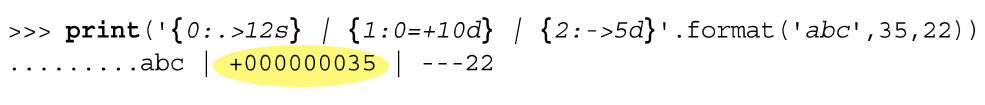 >>> print('{0:.>12s} | {1:0=+10d} | {2:->5d}'.format('abc',35,22))
.........abc | +000000035 | ---22